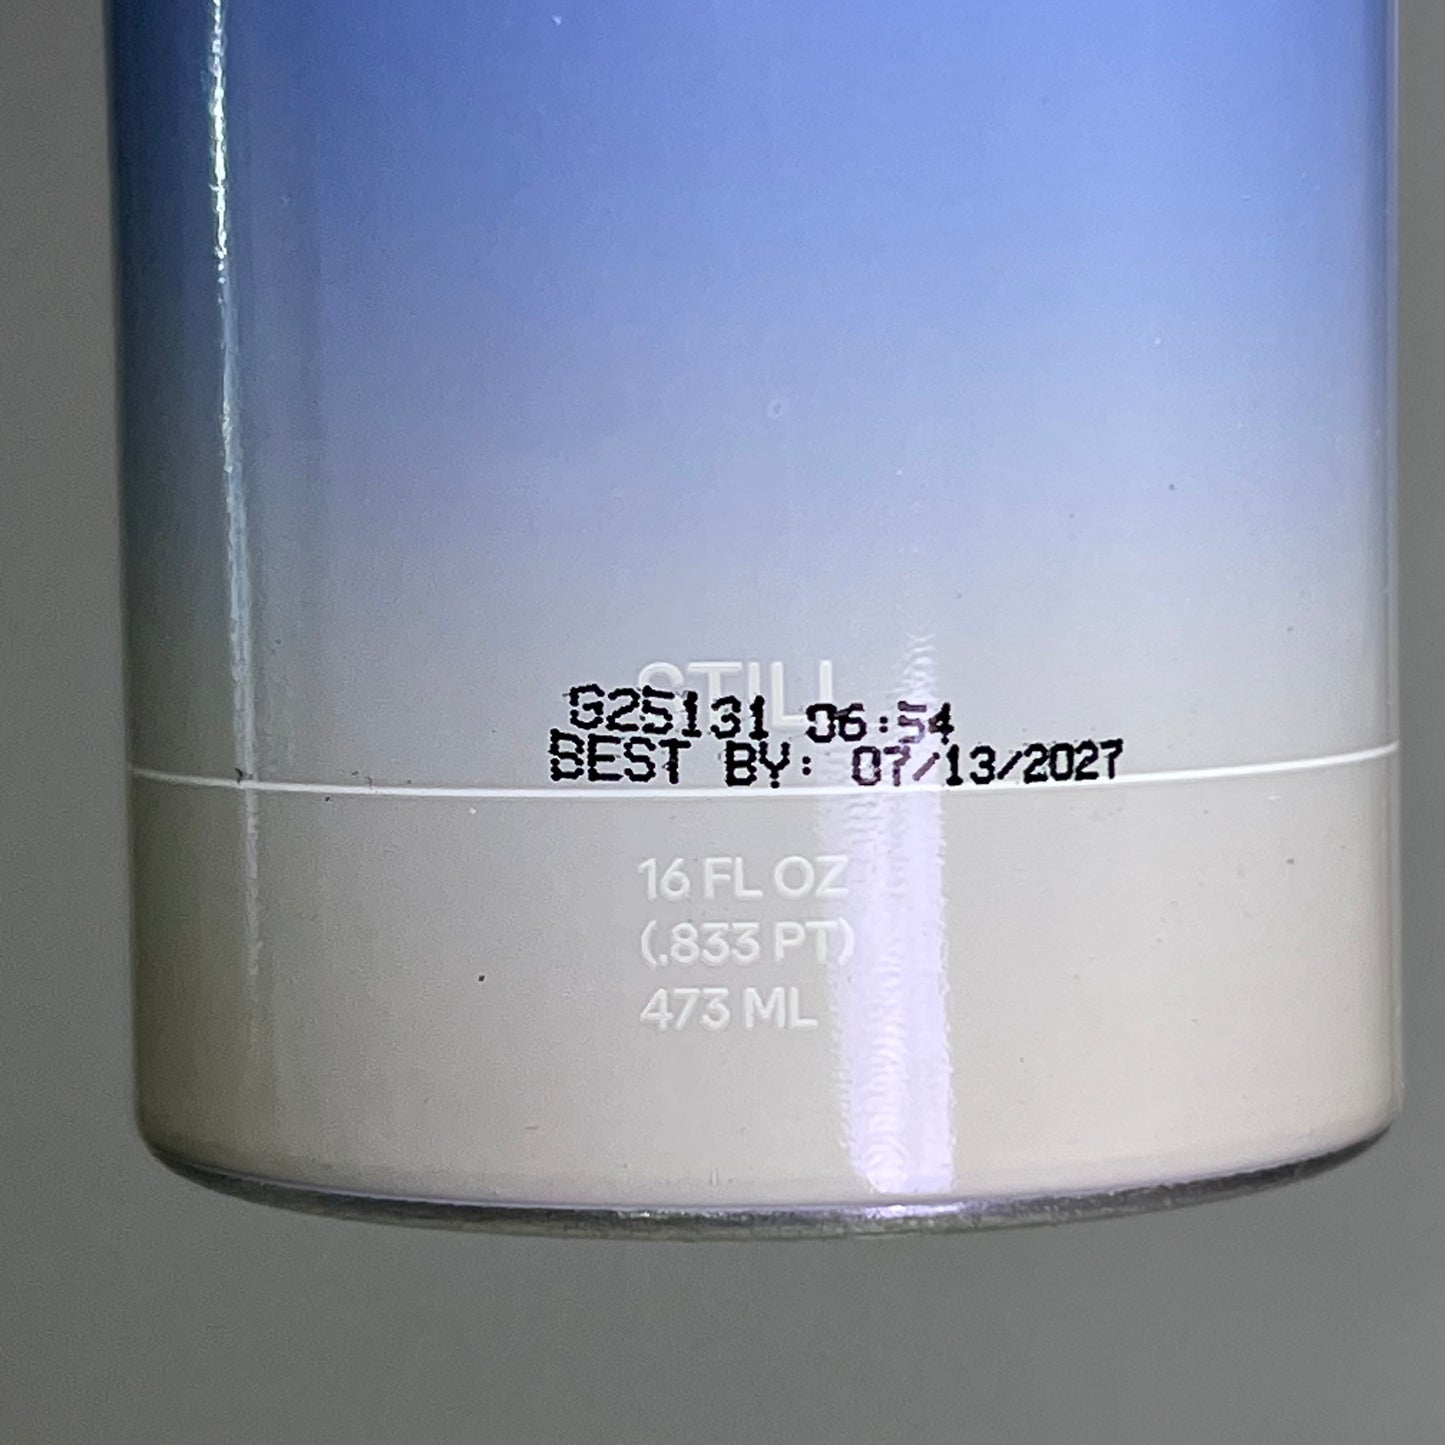 STILL
G25131 06:54
BEST BY: 07/13/2027
16 FL OZ
(.833 PT)
473 ML